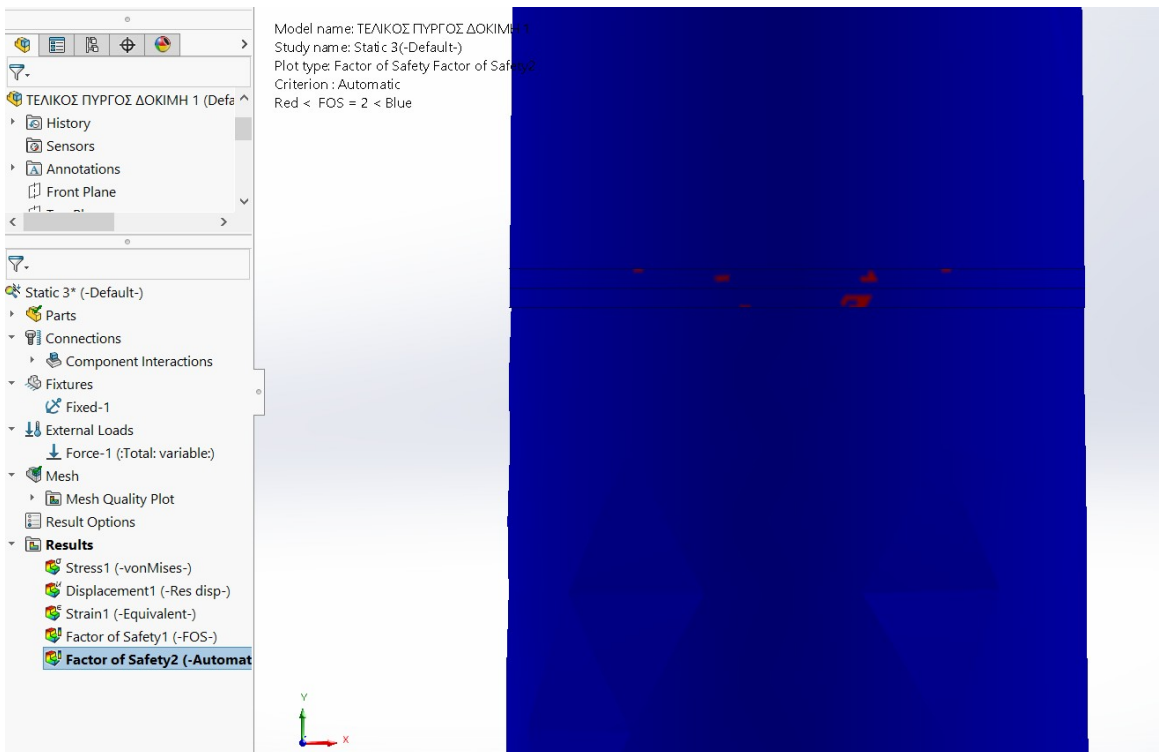 ΤΕΛΙΚΟΣ ΠΥΡΓΟΣ ΔΟΚΙΜΗ 1 (Defa
History
Sensors
Annotations
Front Plane
Static 3* (-Default-)
Parts
Connections
Component Interactions
Fixtures
Fixed-1
External Loads
Force-1 (:Total: variable:)
Mesh
Mesh Quality Plot
Result Options
Results
Stress1 (-vonMises-)
Displacement1 (-Res disp-)
Strain1 (-Equivalent-)
Factor of Safety1 (-FOS-)
Factor of Safety2 (-Automat
Model name: ΤΕΛΙΚΟΣ ΠΥΡΓΟΣ ΔΟΚΙΜΗ 1
Study name: Static 3(-Default-)
Plot type: Factor of Safety Factor of Safety2
Criterion : Automatic
Red < FOS = 2 < Blue
Y
X